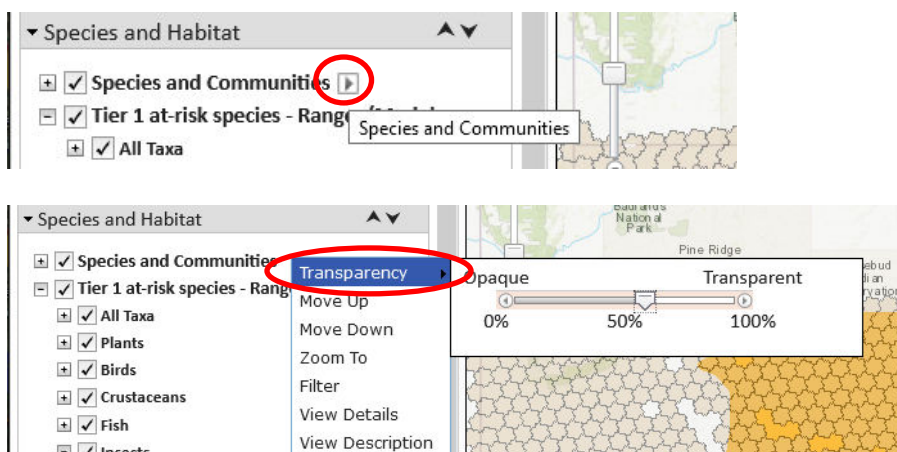 Species and Habitat
Species and Communities
Tier 1 at-risk species - Range
Species and Communities
All Taxa
Species and Habitat
Badlands
National
Park
Pine Ridge
Species and Communities
Transparency
Opaque Transparent
Tier 1 at-risk species - Rang
Move Up
0% 50% 100%
All Taxa
Move Down
Plants
Zoom To
Birds
Filter
Crustaceans
View Details
Fish
View Description
Insects